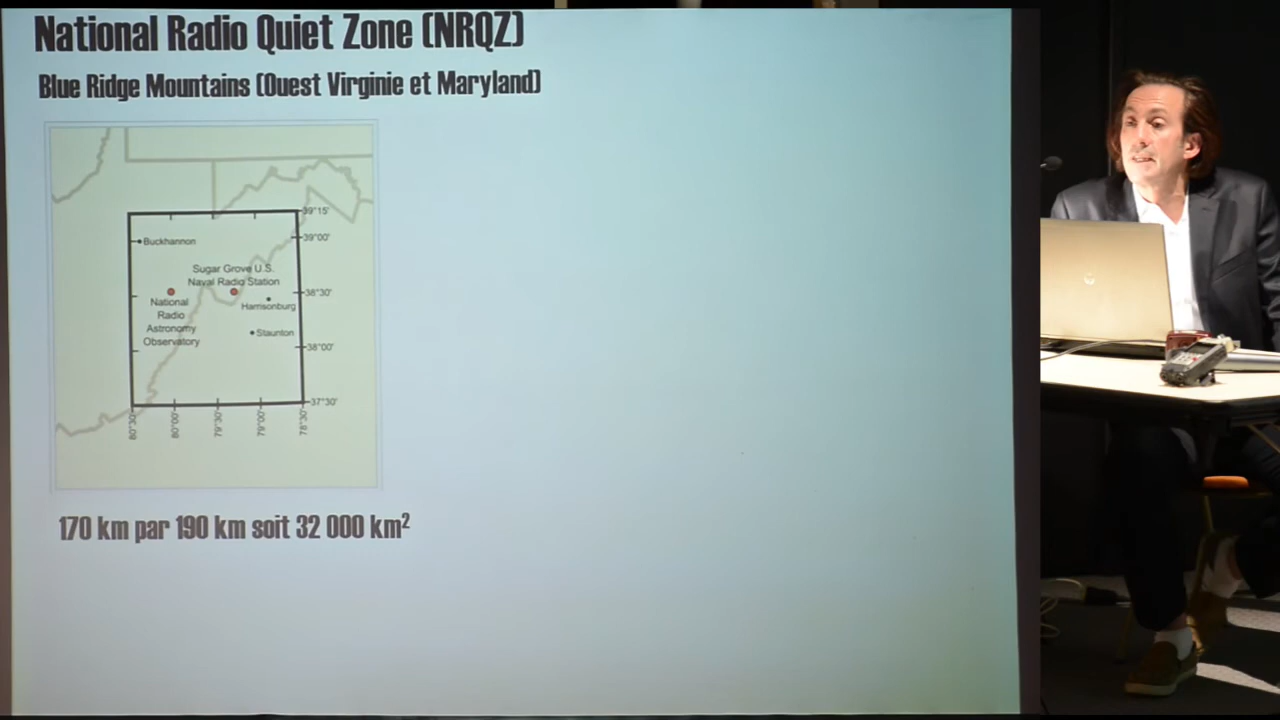 National Radio Quiet Zone (NRQZ)
Blue Ridge Mountains (Ouest Virginie et Maryland)
39°15'
39°00'
Buckhannon
Sugar Grove U.S.
Naval Radio Station
38°30'
National
Radio
Astronomy
Observatory
Harrisonburg
Staunton
38°00'
37°30'
80°30'
80°00'
79°30'
79°00'
78°30'
170 km par 190 km soit 32 000 km²